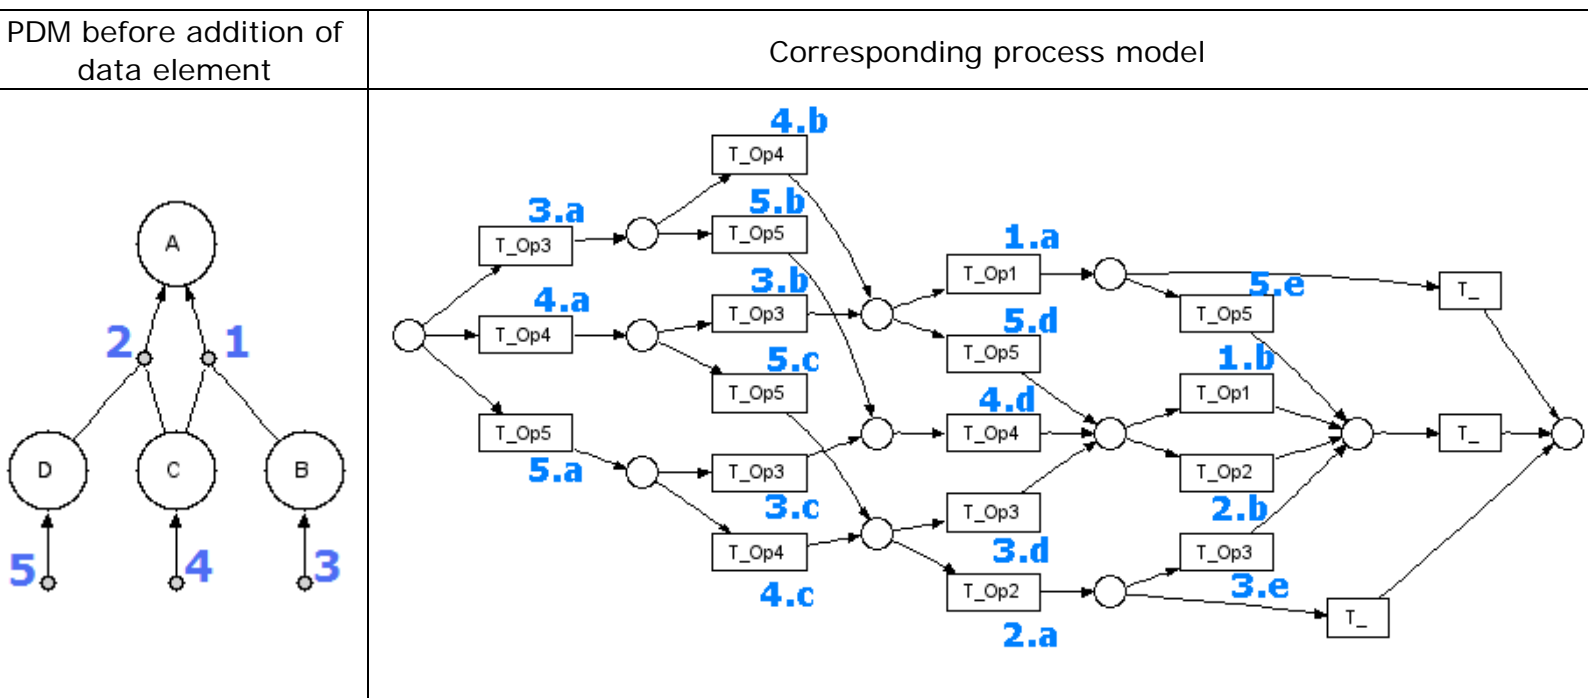 PDM before addition of
data element
Corresponding process model
A
2
1
D
C
B
5
4
3
4.b
T_Op4
3.a
T_Op3
5.b
T_Op5
1.a
T_Op1
4.a
T_Op4
3.b
T_Op3
5.d
T_Op5
5.e
T_Op5
T_
5.c
T_Op5
1.b
T_Op1
T_Op5
5.a
4.d
T_Op4
T_
T_Op3
3.c
T_Op2
2.b
T_Op3
3.d
T_Op4
4.c
T_Op3
3.e
T_Op2
2.a
T_